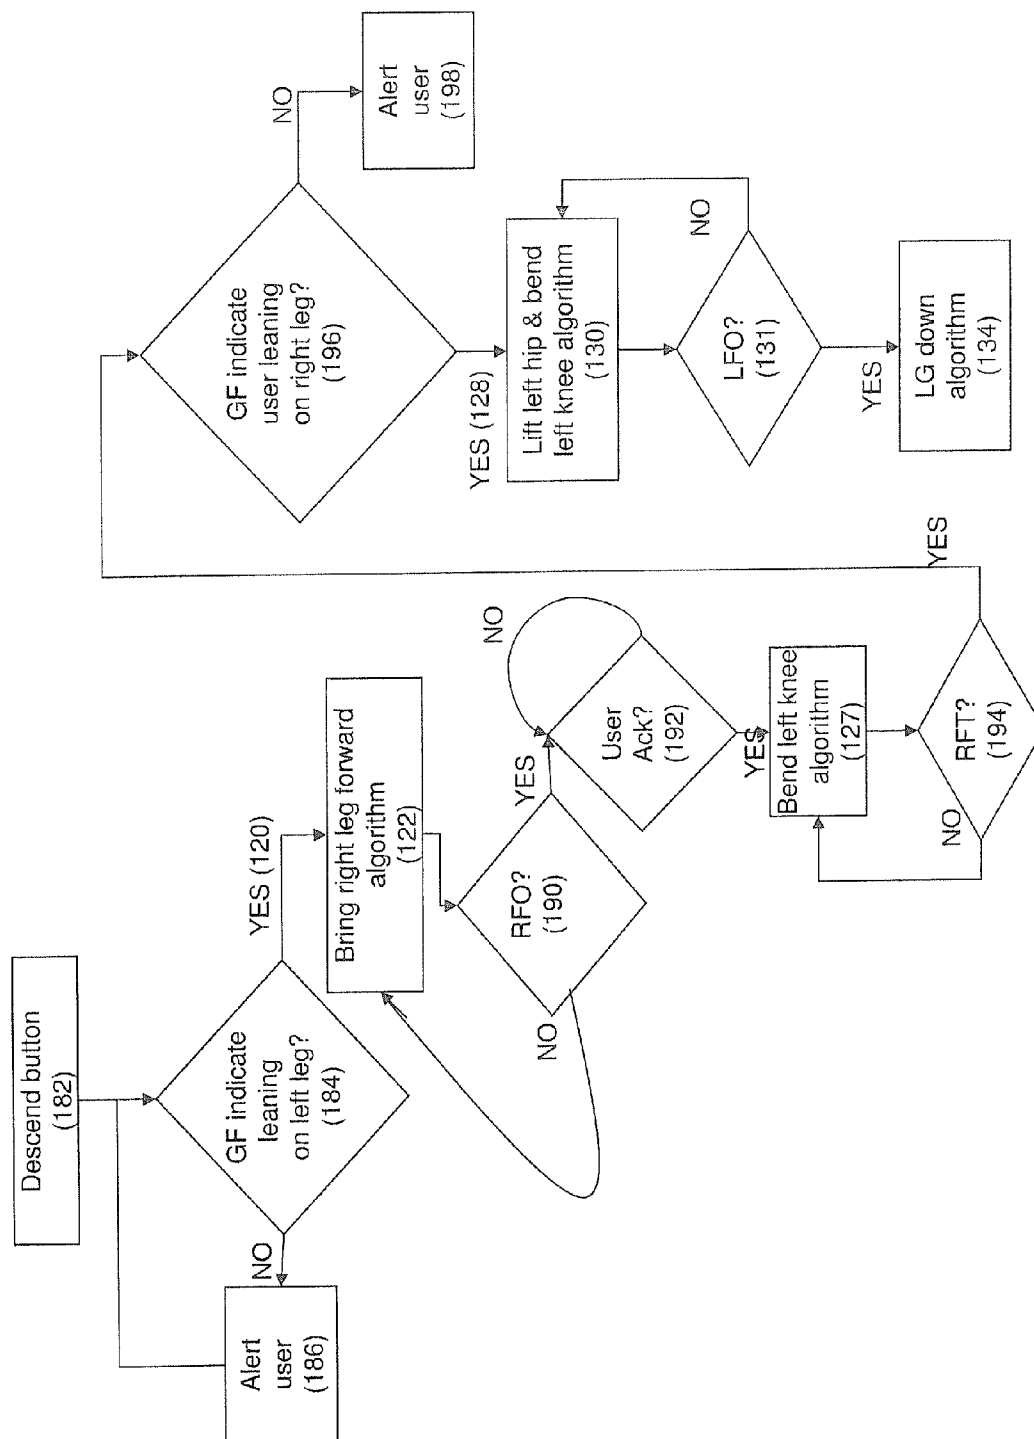 Descend button
(182)
GF indicate
leaning
on left leg?
(184)
NO
Alert
user
(186)
YES (120)
Bring right leg forward
algorithm
(122)
RFO?
(190)
NO
YES
User
Ack?
(192)
NO
YES
Bend left knee
algorithm
(127)
RFT?
(194)
NO
YES
GF indicate
user leaning
on right leg?
(196)
NO
Alert
user
(198)
YES (128)
Lift left hip & bend
left knee algorithm
(130)
LFO?
(131)
NO
YES
LG down
algorithm
(134)